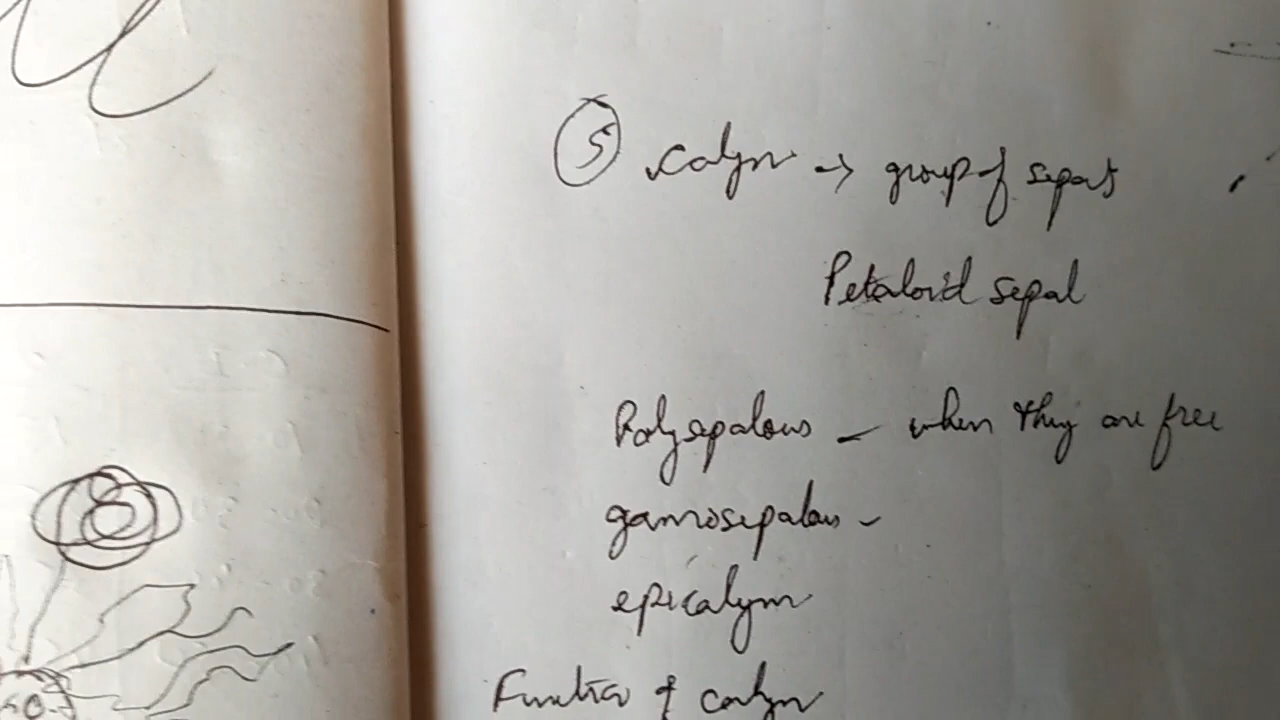 5 Calyx → group of sepals
Petaloid sepal
Polysepalous – when they are free
gamosepalous –
epicalyx
Function of calyx